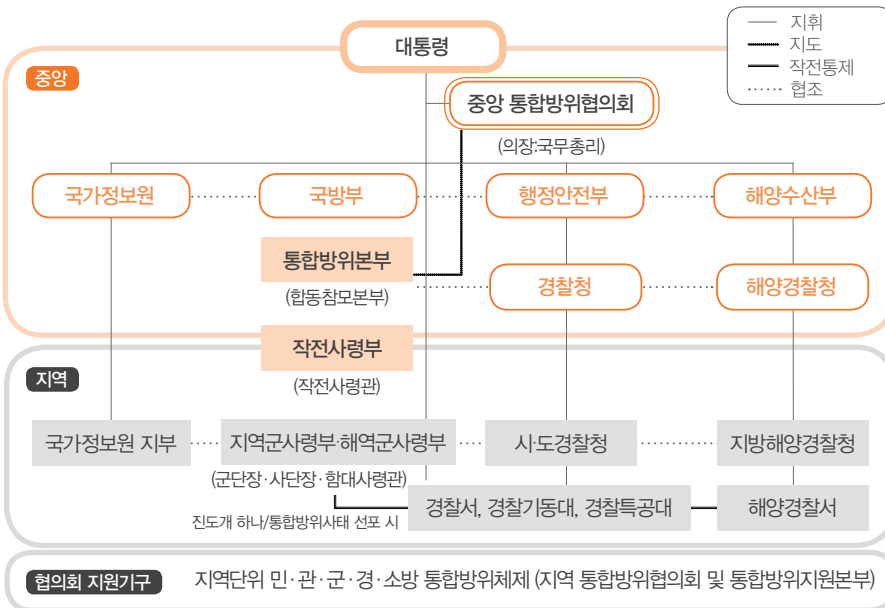 대통령
지휘
지도
작전통제
협조
중앙
중앙 통합방위협의회
(의장:국무총리)
국가정보원
국방부
행정안전부
해양수산부
통합방위본부
(합동참모본부)
경찰청
해양경찰청
작전사령부
(작전사령관)
지역
국가정보원 지부
지역군사령부·해역군사령부
시·도경찰청
지방해양경찰청
(군단장·사단장·함대사령관)
경찰서, 경찰기동대, 경찰특공대
해양경찰서
진도개 하나/통합방위사태 선포 시
협의회 지원기구
지역단위 민·관·군·경·소방 통합방위체제 (지역 통합방위협의회 및 통합방위지원본부)